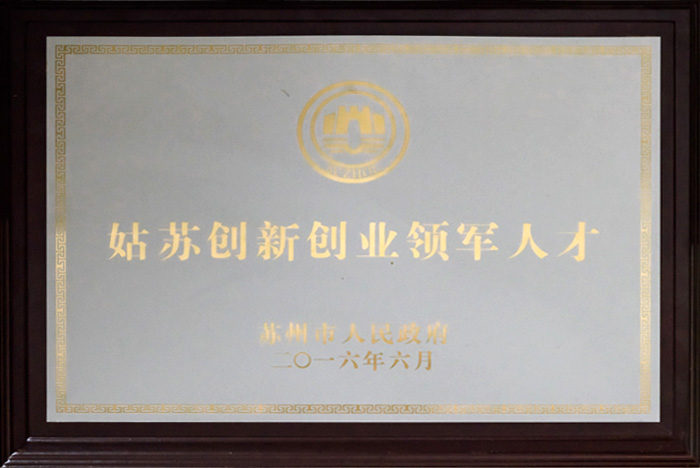 姑苏创新创业领军人才
苏州市人民政府
二〇一六年六月